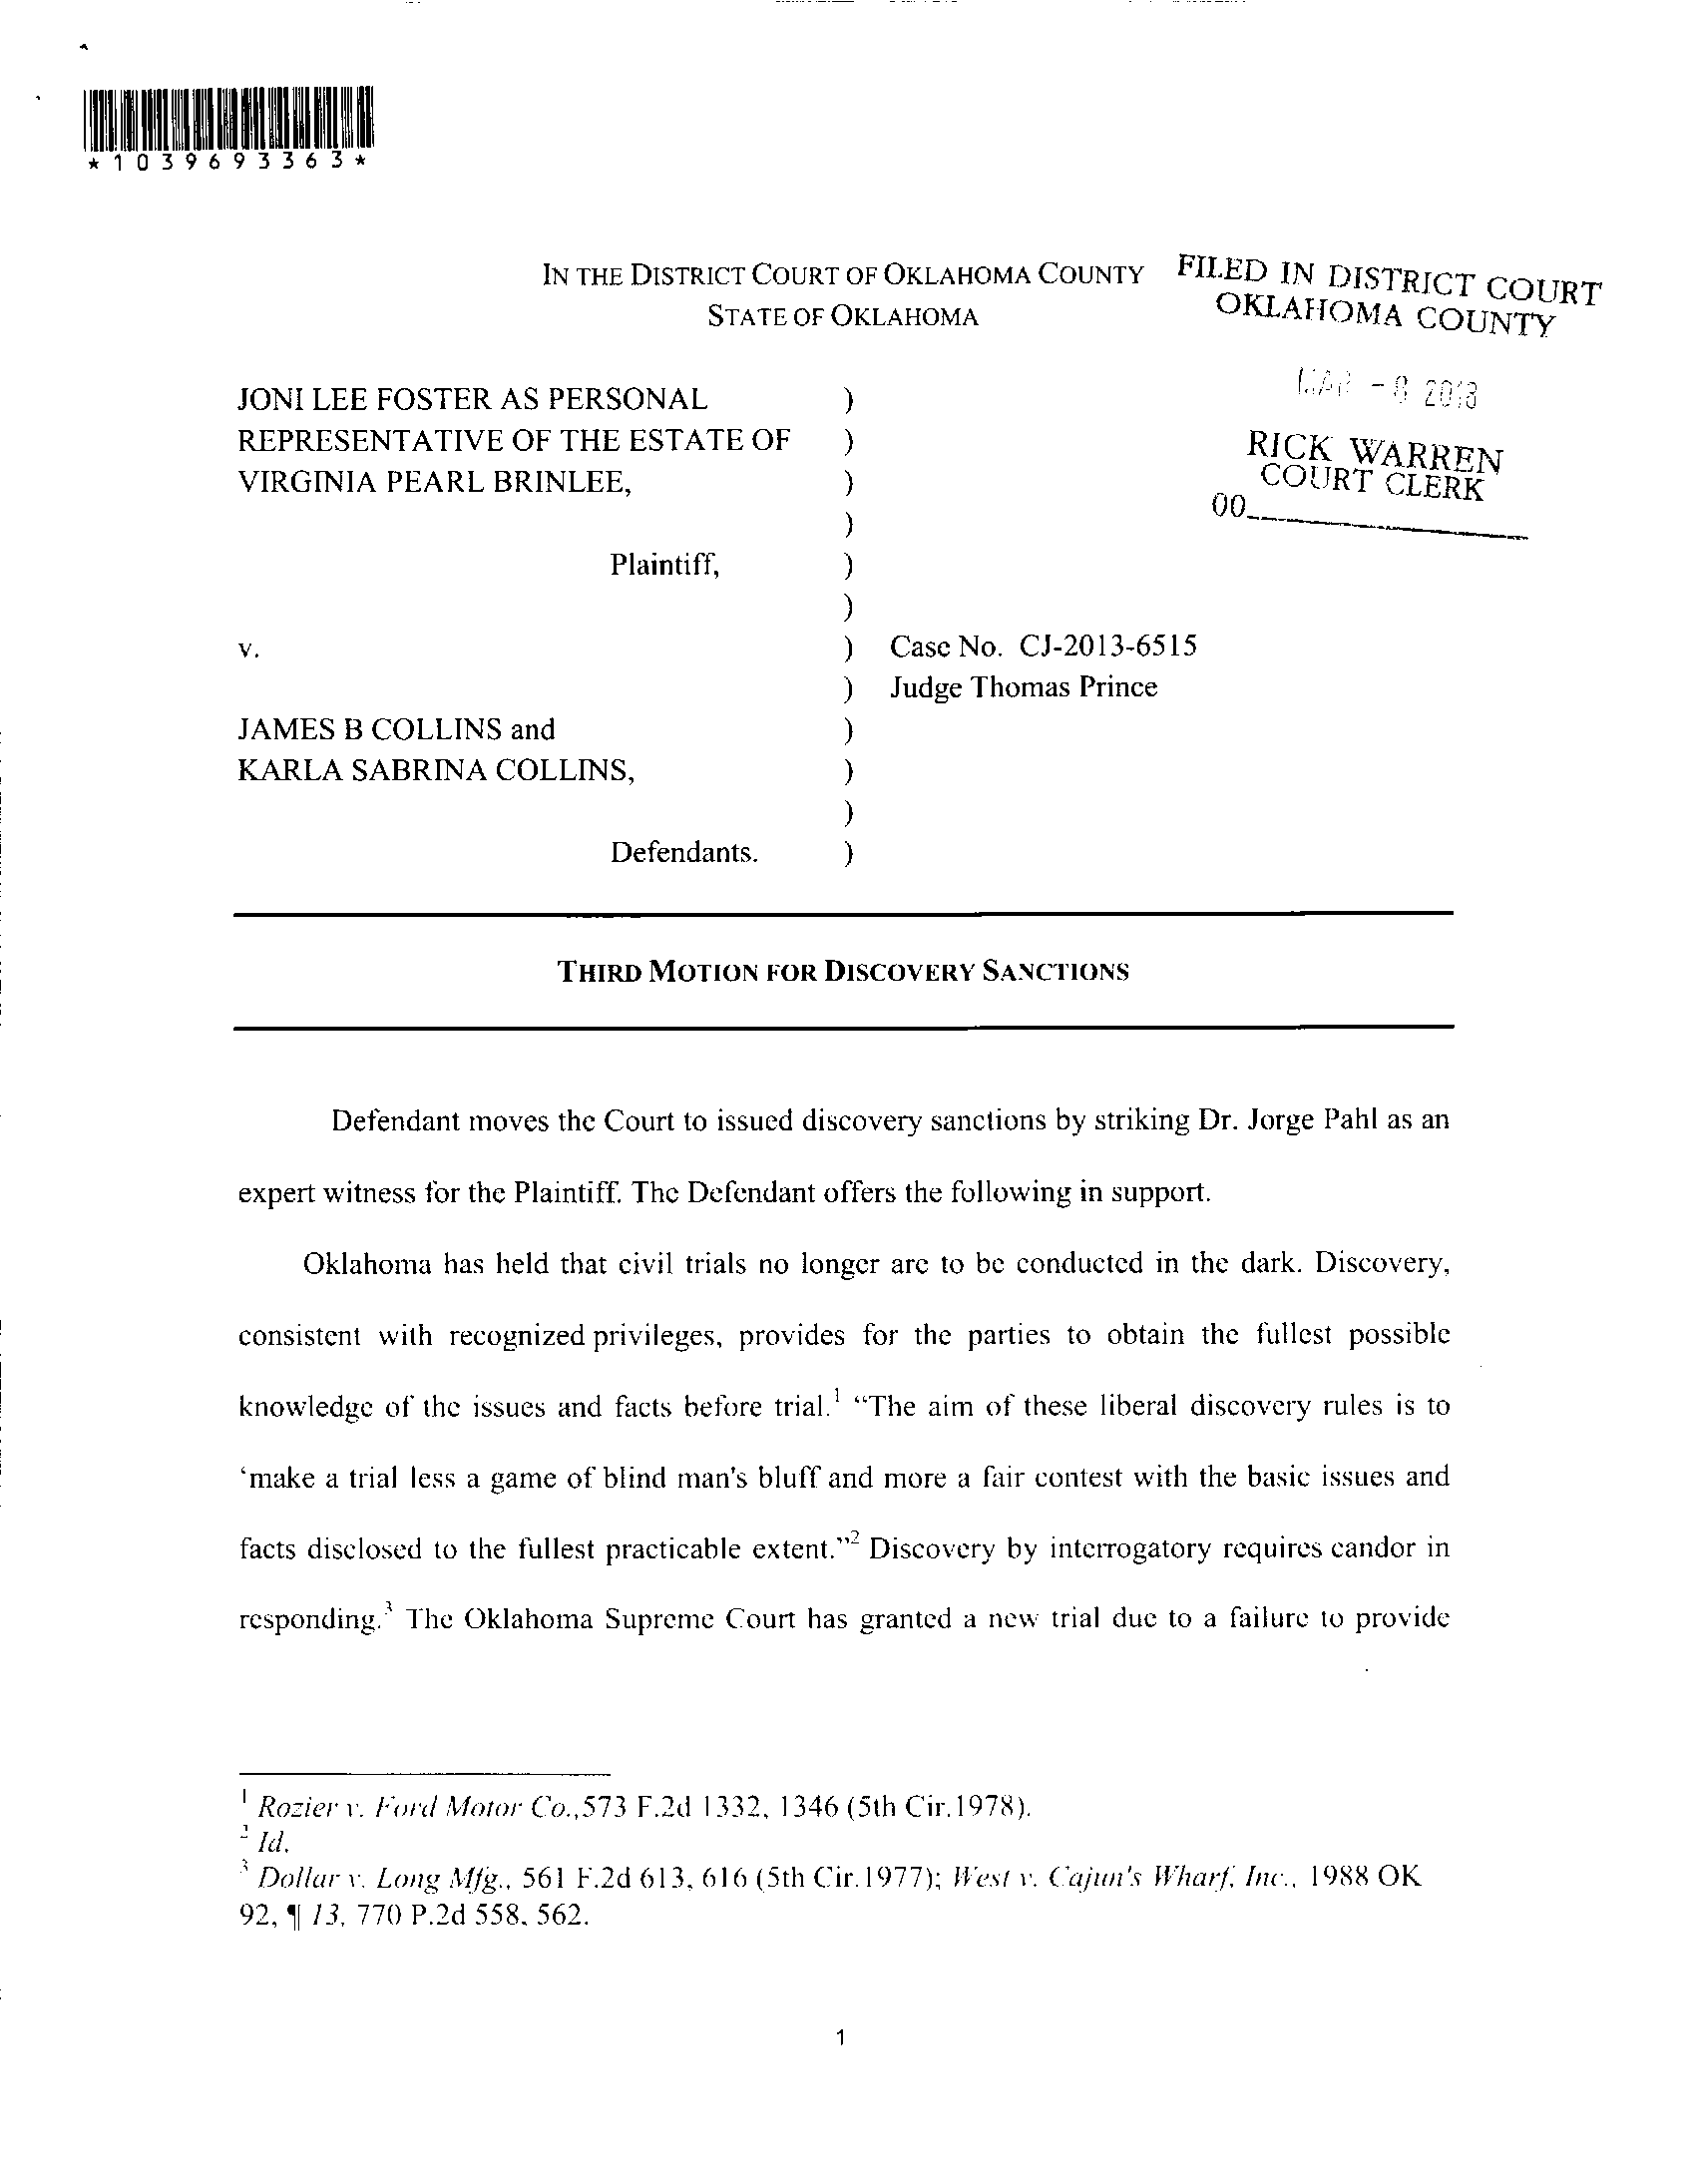 *1039693363*
IN THE DISTRICT COURT OF OKLAHOMA COUNTY
STATE OF OKLAHOMA
FILED IN DISTRICT COURT
OKLAHOMA COUNTY
MAR - 8 2018
RICK WARREN
COURT CLERK
00
JONI LEE FOSTER AS PERSONAL )
REPRESENTATIVE OF THE ESTATE OF )
VIRGINIA PEARL BRINLEE, )
)
Plaintiff, )
)
v. ) Case No. CJ-2013-6515
) Judge Thomas Prince
JAMES B COLLINS and )
KARLA SABRINA COLLINS, )
)
Defendants. )
THIRD MOTION FOR DISCOVERY SANCTIONS
Defendant moves the Court to issued discovery sanctions by striking Dr. Jorge Pahl as an
expert witness for the Plaintiff. The Defendant offers the following in support.
Oklahoma has held that civil trials no longer are to be conducted in the dark. Discovery,
consistent with recognized privileges, provides for the parties to obtain the fullest possible
knowledge of the issues and facts before trial.1 “The aim of these liberal discovery rules is to
‘make a trial less a game of blind man's bluff and more a fair contest with the basic issues and
facts disclosed to the fullest practicable extent.”2 Discovery by interrogatory requires candor in
responding.3 The Oklahoma Supreme Court has granted a new trial due to a failure to provide
1 Rozier v. Ford Motor Co.,573 F.2d 1332, 1346 (5th Cir.1978).
2 Id.
3 Dollar v. Long Mfg., 561 F.2d 613, 616 (5th Cir.1977); West v. Cajun's Wharf, Inc., 1988 OK
92, ¶ 13, 770 P.2d 558, 562.
1